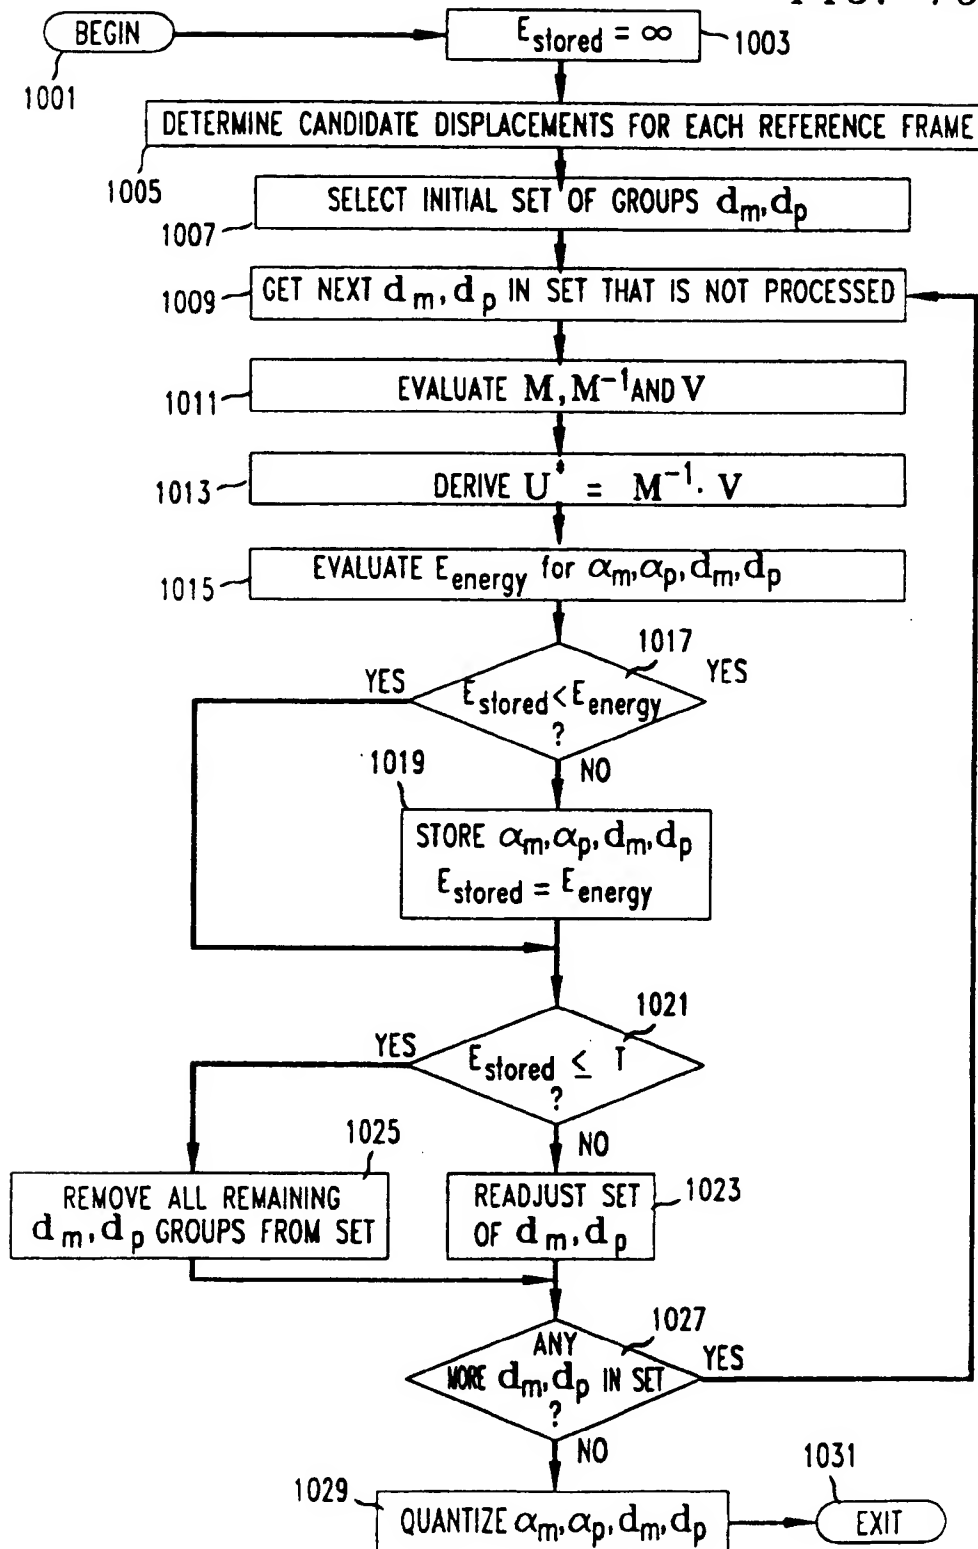 BEGIN
1001
E_stored = ∞
1003
DETERMINE CANDIDATE DISPLACEMENTS FOR EACH REFERENCE FRAME
1005
SELECT INITIAL SET OF GROUPS d_m, d_p
1007
GET NEXT d_m, d_p IN SET THAT IS NOT PROCESSED
1009
EVALUATE M, M⁻¹ AND V
1011
DERIVE U* = M⁻¹ · V
1013
EVALUATE E_energy for α_m, α_p, d_m, d_p
1015
1017
YES
E_stored < E_energy
?
YES
NO
1019
STORE α_m, α_p, d_m, d_p
E_stored = E_energy
1021
YES
E_stored ≤ T
?
NO
1025
REMOVE ALL REMAINING
d_m, d_p GROUPS FROM SET
READJUST SET
OF d_m, d_p
1023
1027
ANY
MORE d_m, d_p IN SET
?
YES
NO
1029
QUANTIZE α_m, α_p, d_m, d_p
1031
EXIT